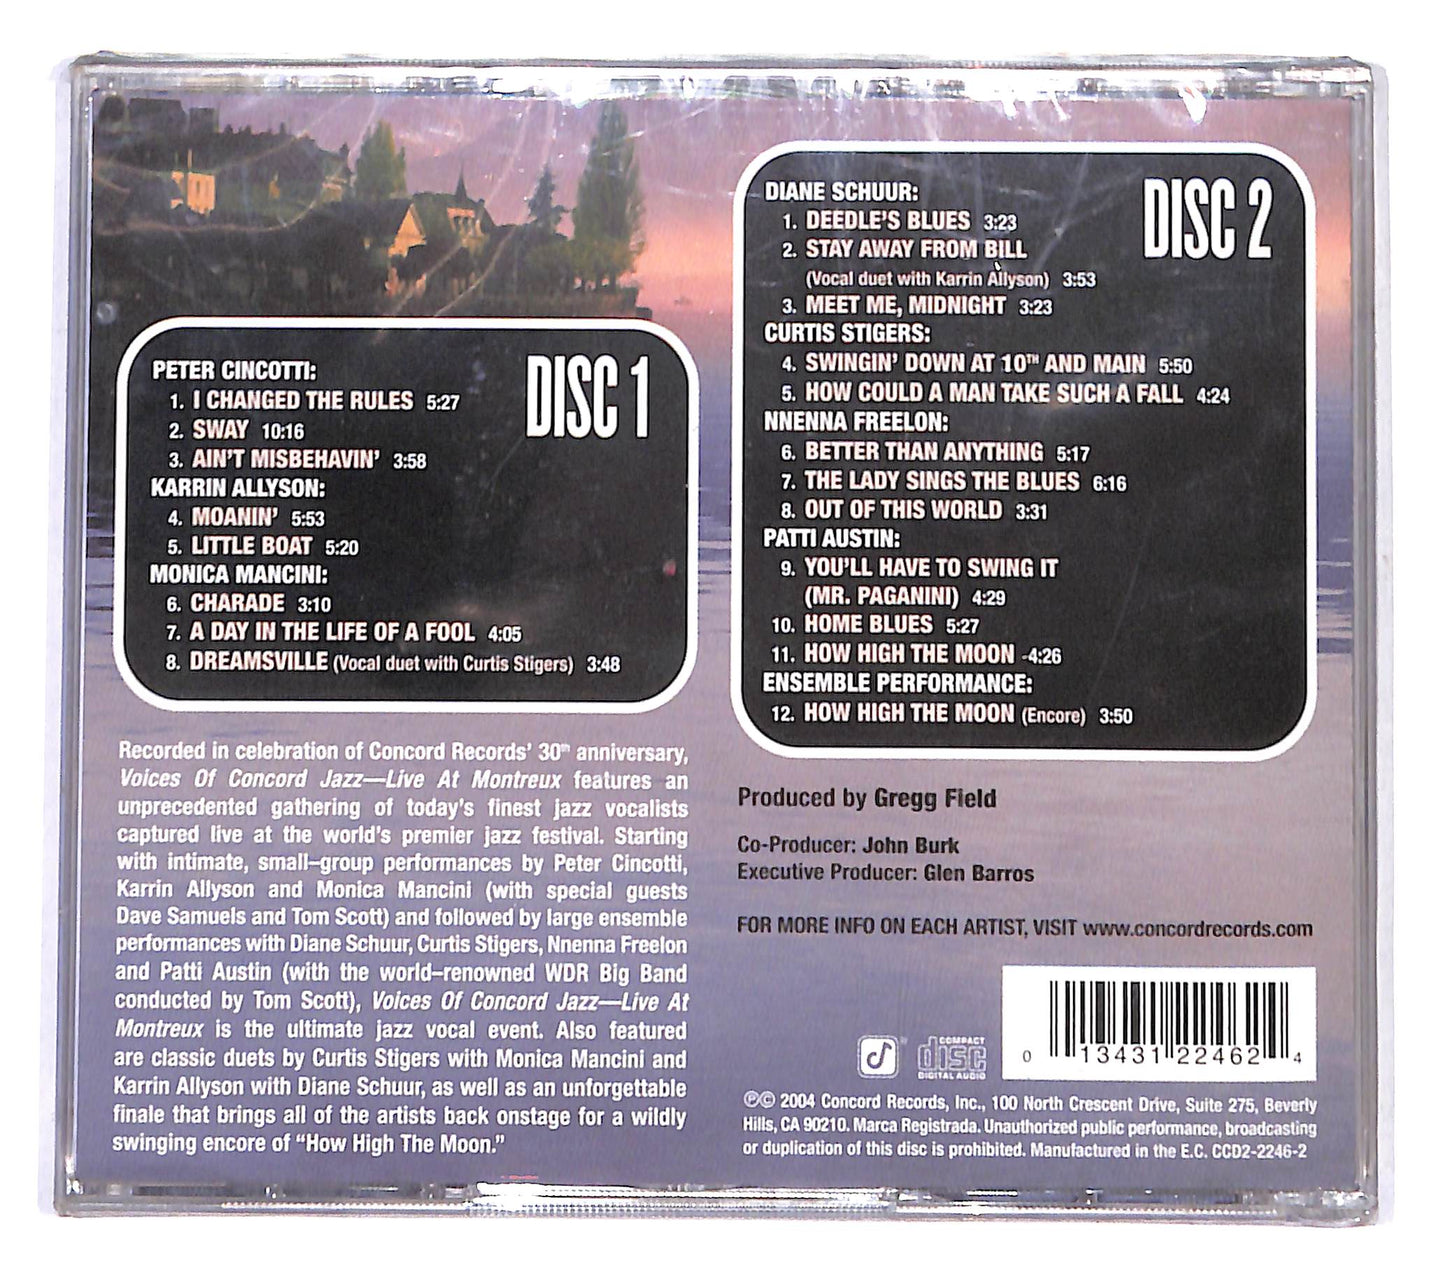 DISC 1
PETER CINCOTTI:
1. I CHANGED THE RULES 5:27
2. SWAY 10:16
3. AIN'T MISBEHAVIN' 3:58
KARRIN ALLYSON:
4. MOANIN' 5:53
5. LITTLE BOAT 5:20
MONICA MANCINI:
6. CHARADE 3:10
7. A DAY IN THE LIFE OF A FOOL 4:05
8. DREAMSVILLE (Vocal duet with Curtis Stigers) 3:48
Recorded in celebration of Concord Records' 30th anniversary,
Voices Of Concord Jazz—Live At Montreux features an
unprecedented gathering of today's finest jazz vocalists
captured live at the world's premier jazz festival. Starting
with intimate, small–group performances by Peter Cincotti,
Karrin Allyson and Monica Mancini (with special guests
Dave Samuels and Tom Scott) and followed by large ensemble
performances with Diane Schuur, Curtis Stigers, Nnenna Freelon
and Patti Austin (with the world–renowned WDR Big Band
conducted by Tom Scott), Voices Of Concord Jazz—Live At
Montreux is the ultimate jazz vocal event. Also featured
are classic duets by Curtis Stigers with Monica Mancini and
Karrin Allyson with Diane Schuur, as well as an unforgettable
finale that brings all of the artists back onstage for a wildly
swinging encore of "How High The Moon."
DISC 2
DIANE SCHUUR:
1. DEEDLE'S BLUES 3:23
2. STAY AWAY FROM BILL
(Vocal duet with Karrin Allyson) 3:53
3. MEET ME, MIDNIGHT 3:23
CURTIS STIGERS:
4. SWINGIN' DOWN AT 10TH AND MAIN 5:50
5. HOW COULD A MAN TAKE SUCH A FALL 4:24
NNENNA FREELON:
6. BETTER THAN ANYTHING 5:17
7. THE LADY SINGS THE BLUES 6:16
8. OUT OF THIS WORLD 3:31
PATTI AUSTIN:
9. YOU'LL HAVE TO SWING IT
(MR. PAGANINI) 4:29
10. HOME BLUES 5:27
11. HOW HIGH THE MOON -4:26
ENSEMBLE PERFORMANCE:
12. HOW HIGH THE MOON (Encore) 3:50
Produced by Gregg Field
Co-Producer: John Burk
Executive Producer: Glen Barros
FOR MORE INFO ON EACH ARTIST, VISIT www.concordrecords.com
COMPACT
disc
DIGITAL AUDIO
0 13431 22462 4
℗© 2004 Concord Records, Inc., 100 North Crescent Drive, Suite 275, Beverly
Hills, CA 90210. Marca Registrada. Unauthorized public performance, broadcasting
or duplication of this disc is prohibited. Manufactured in the E.C. CCD2-2246-2